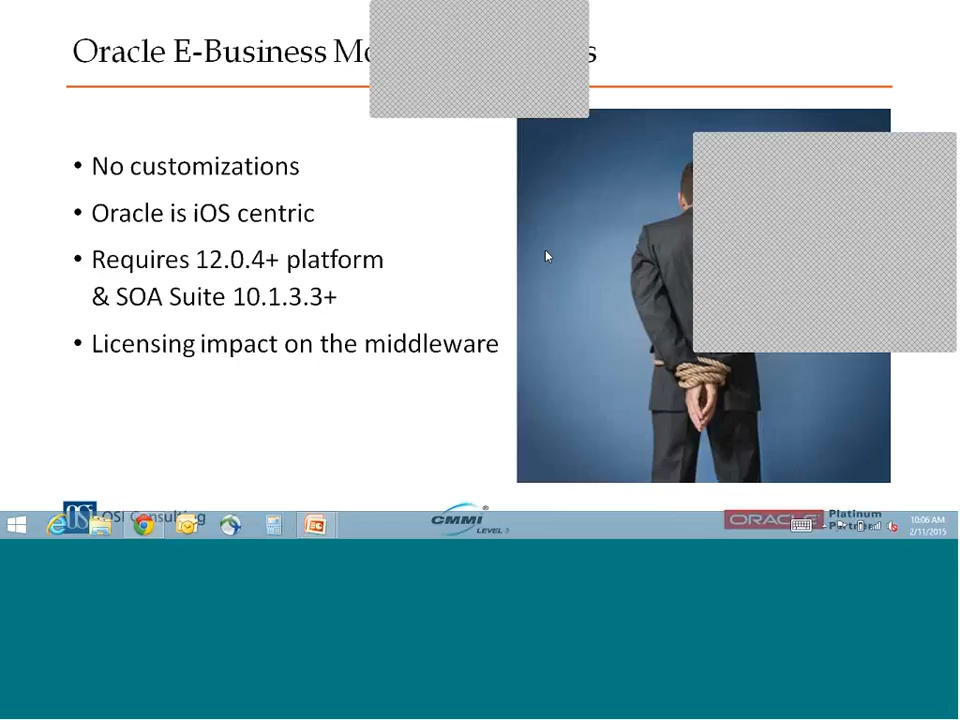 Oracle E-Business
• No customizations
• Oracle is iOS centric
• Requires 12.0.4+ platform
& SOA Suite 10.1.3.3+
• Licensing impact on the middleware
OSI
OSI Consulting
CMMI®
LEVEL 3
ORACLE
Platinum
Partner
10:06 AM
2/11/2015